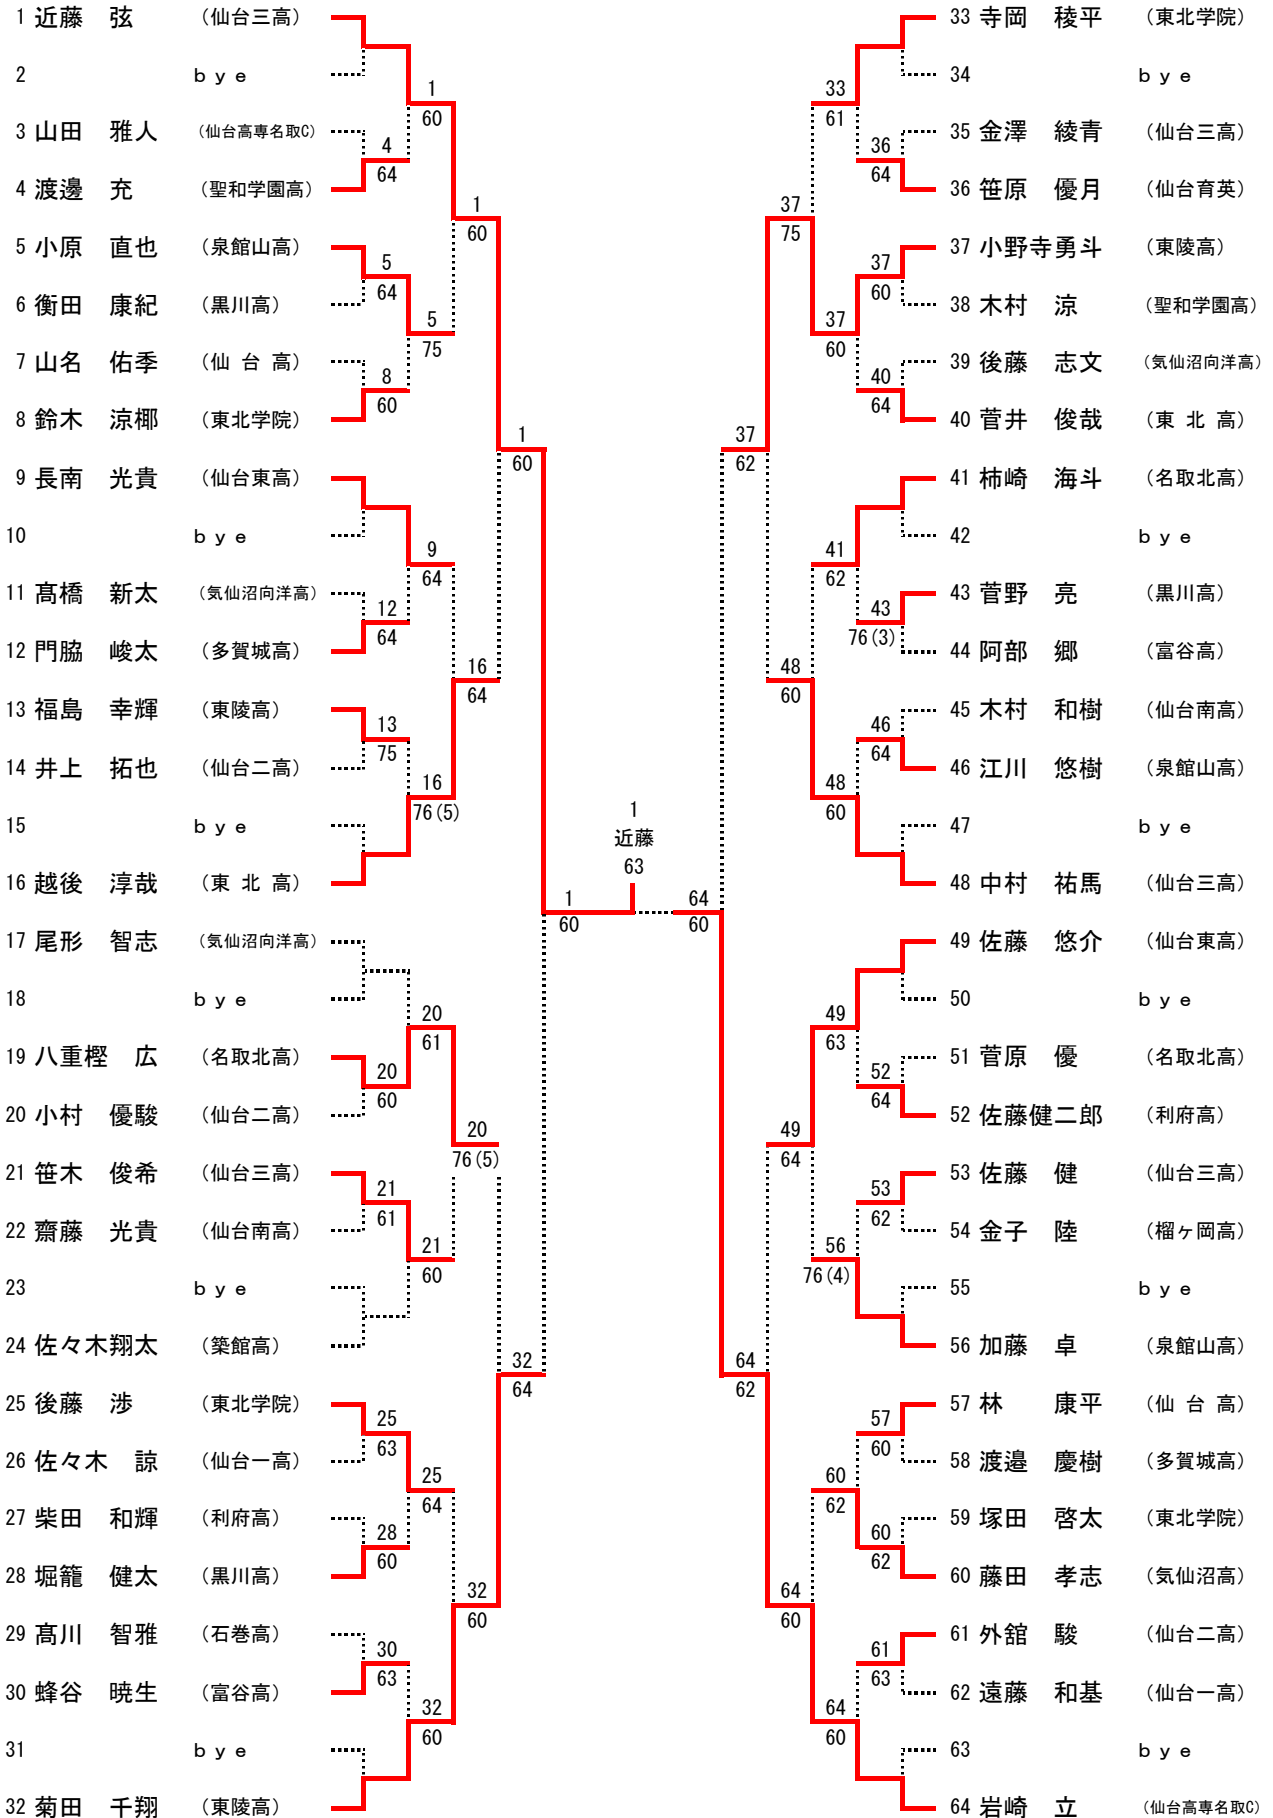 1 近藤　弦 (仙台三高)
2 ｂｙｅ
1
60
3 山田　雅人 (仙台高専名取C)
4
64
4 渡邊　充 (聖和学園高)
1
60
5 小原　直也 (泉館山高)
5
64
6 衡田　康紀 (黒川高)
5
75
7 山名　佑季 (仙 台 高)
8
60
8 鈴木　涼椰 (東北学院)
1
60
9 長南　光貴 (仙台東高)
10 ｂｙｅ
9
64
11 髙橋　新太 (気仙沼向洋高)
12
64
12 門脇　峻太 (多賀城高)
16
64
13 福島　幸輝 (東陵高)
13
75
14 井上　拓也 (仙台二高)
16
76(5)
15 ｂｙｅ
16 越後　淳哉 (東 北 高)
1
60
17 尾形　智志 (気仙沼向洋高)
18 ｂｙｅ
20
61
19 八重樫　広 (名取北高)
20
60
20 小村　優駿 (仙台二高)
20
76(5)
21 笹木　俊希 (仙台三高)
21
61
22 齋藤　光貴 (仙台南高)
21
60
23 ｂｙｅ
24 佐々木翔太 (築館高)
32
64
25 後藤　渉 (東北学院)
25
63
26 佐々木　諒 (仙台一高)
25
64
27 柴田　和輝 (利府高)
28
60
28 堀籠　健太 (黒川高)
32
60
29 髙川　智雅 (石巻高)
30
63
30 蜂谷　暁生 (富谷高)
32
60
31 ｂｙｅ
32 菊田　千翔 (東陵高)
1
近藤
63
33 寺岡　稜平 (東北学院)
34 ｂｙｅ
33
61
35 金澤　綾青 (仙台三高)
36
64
36 笹原　優月 (仙台育英)
37
75
37 小野寺勇斗 (東陵高)
37
60
38 木村　涼 (聖和学園高)
37
60
39 後藤　志文 (気仙沼向洋高)
40
64
40 菅井　俊哉 (東 北 高)
37
62
41 柿崎　海斗 (名取北高)
42 ｂｙｅ
41
62
43 菅野　亮 (黒川高)
43
76(3)
44 阿部　郷 (富谷高)
48
60
45 木村　和樹 (仙台南高)
46
64
46 江川　悠樹 (泉館山高)
48
60
47 ｂｙｅ
48 中村　祐馬 (仙台三高)
64
60
49 佐藤　悠介 (仙台東高)
50 ｂｙｅ
49
63
51 菅原　優 (名取北高)
52
64
52 佐藤健二郎 (利府高)
49
64
53 佐藤　健 (仙台三高)
53
62
54 金子　陸 (榴ヶ岡高)
56
76(4)
55 ｂｙｅ
56 加藤　卓 (泉館山高)
64
62
57 林　康平 (仙 台 高)
57
60
58 渡邉　慶樹 (多賀城高)
60
62
59 塚田　啓太 (東北学院)
60
62
60 藤田　孝志 (気仙沼高)
64
60
61 外舘　駿 (仙台二高)
61
63
62 遠藤　和基 (仙台一高)
64
60
63 ｂｙｅ
64 岩崎　立 (仙台高専名取C)